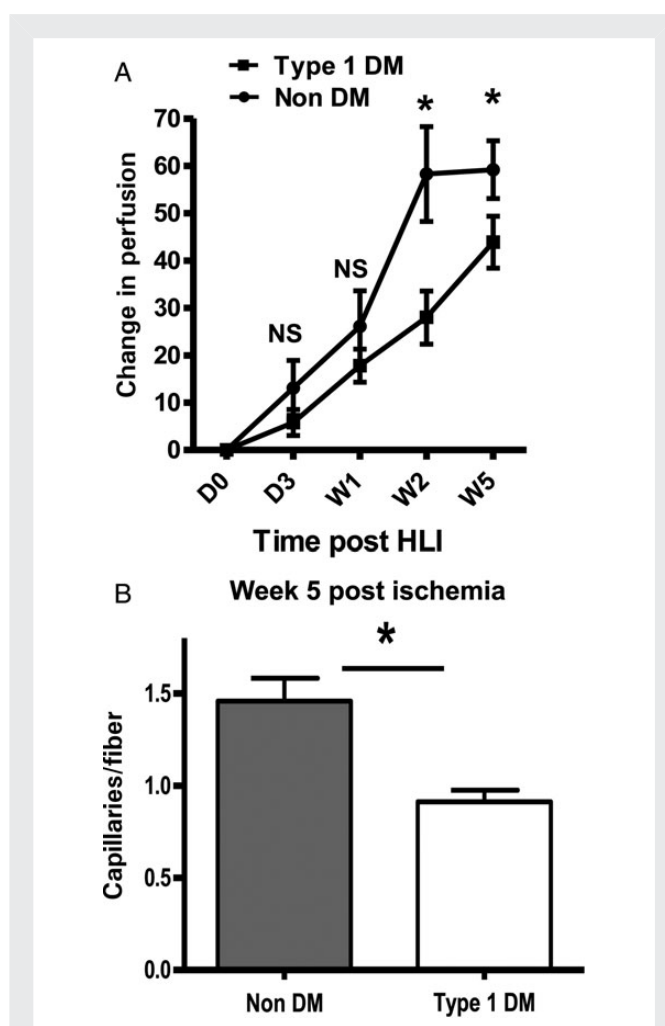 A
Type 1 DM
Non DM
* *
70
60
50
40
30
20
10
0
NS
NS
Change in perfusion
D0 D3 W1 W2 W5
Time post HLI
B Week 5 post ischemia
*
Capillaries/fiber
1.5
1.0
0.5
0.0
Non DM Type 1 DM